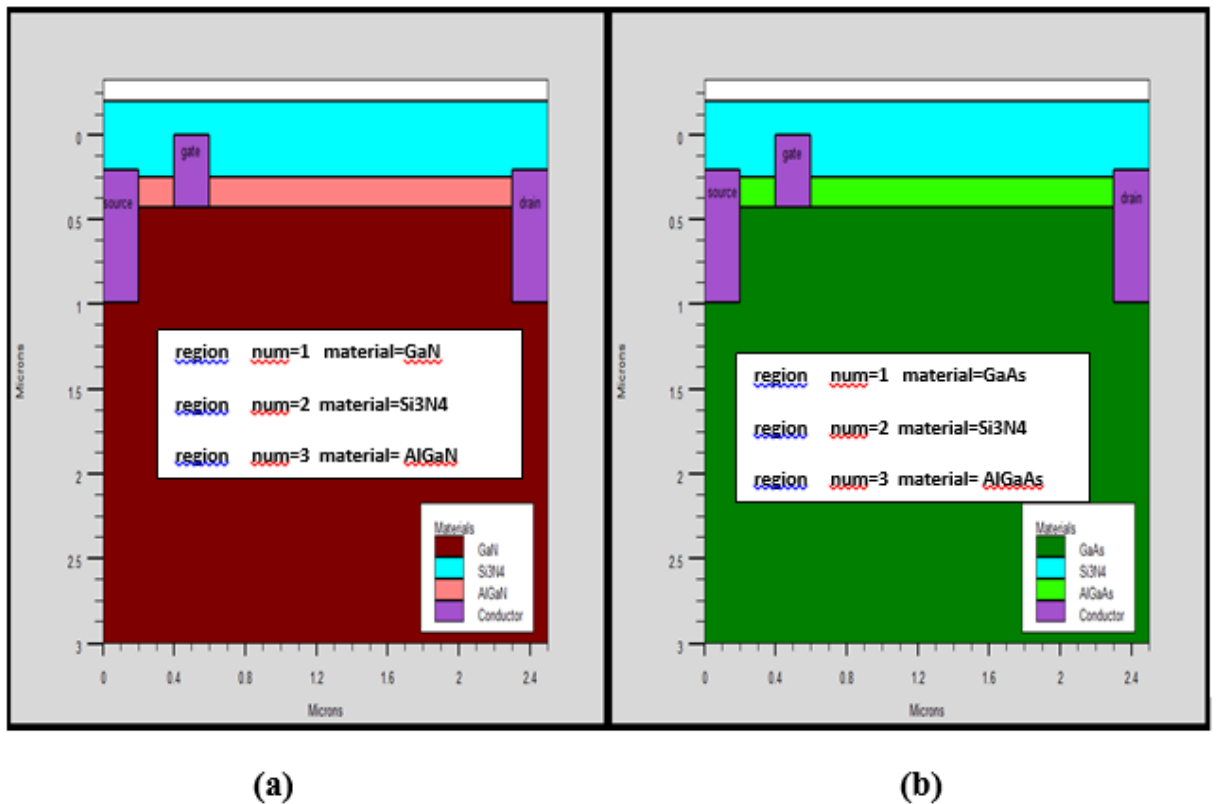 gate
source
drain
0
0.5
1
1.5
2
2.5
3
Microns
region num=1 material=GaN
region num=2 material=Si3N4
region num=3 material= AlGaN
Materials
GaN
Si3N4
AlGaN
Conductor
0 0.4 0.8 1.2 1.6 2 2.4
Microns
(a)
gate
source
drain
0
0.5
1
1.5
2
2.5
3
Microns
region num=1 material=GaAs
region num=2 material=Si3N4
region num=3 material= AlGaAs
Materials
GaAs
Si3N4
AlGaAs
Conductor
0 0.4 0.8 1.2 1.6 2 2.4
Microns
(b)